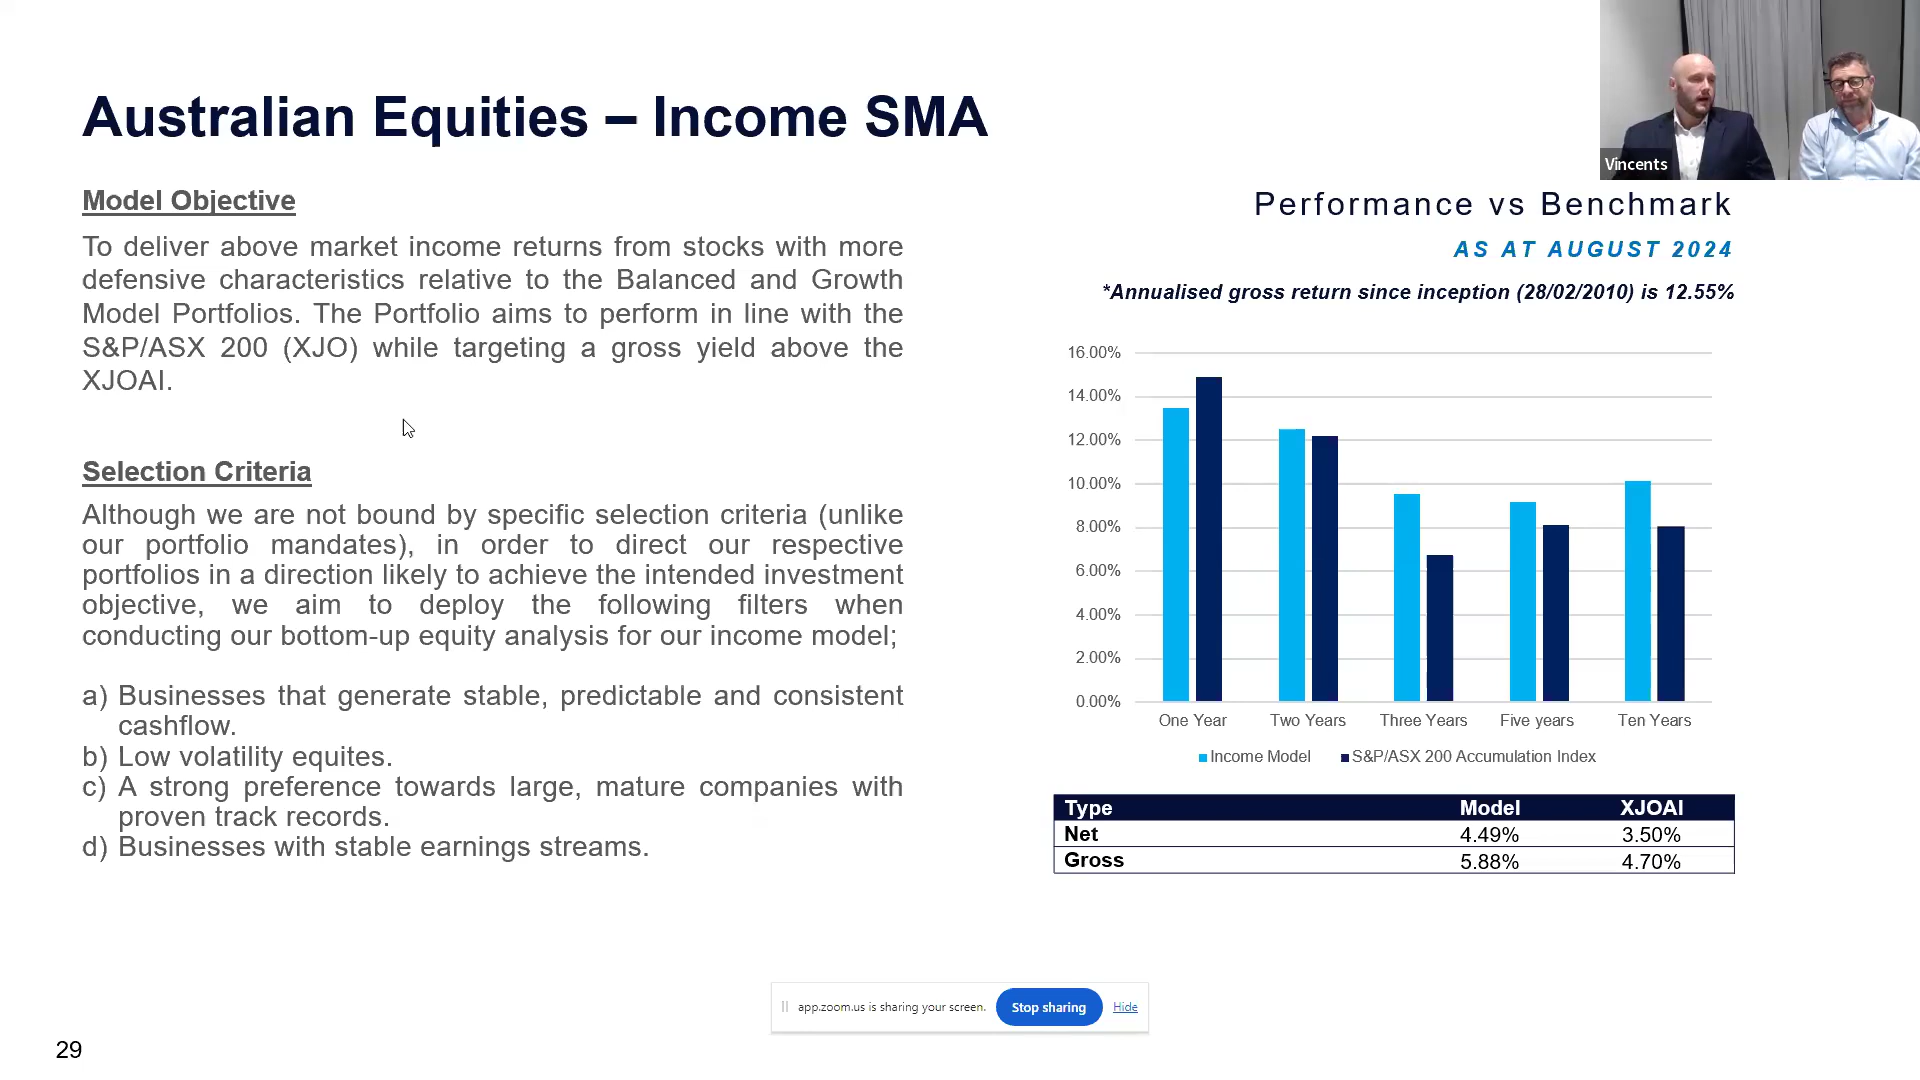 Australian Equities – Income SMA
Vincents
Model Objective
To deliver above market income returns from stocks with more
defensive characteristics relative to the Balanced and Growth
Model Portfolios. The Portfolio aims to perform in line with the
S&P/ASX 200 (XJO) while targeting a gross yield above the
XJOAI.
Selection Criteria
Although we are not bound by specific selection criteria (unlike
our portfolio mandates), in order to direct our respective
portfolios in a direction likely to achieve the intended investment
objective, we aim to deploy the following filters when
conducting our bottom-up equity analysis for our income model;
a) Businesses that generate stable, predictable and consistent
cashflow.
b) Low volatility equites.
c) A strong preference towards large, mature companies with
proven track records.
d) Businesses with stable earnings streams.
Performance vs Benchmark
AS AT AUGUST 2024
*Annualised gross return since inception (28/02/2010) is 12.55%
16.00%
14.00%
12.00%
10.00%
8.00%
6.00%
4.00%
2.00%
0.00%
One Year Two Years Three Years Five years Ten Years
Income Model S&P/ASX 200 Accumulation Index
Type Model XJOAI
Net 4.49% 3.50%
Gross 5.88% 4.70%
app.zoom.us is sharing your screen. Stop sharing Hide
29